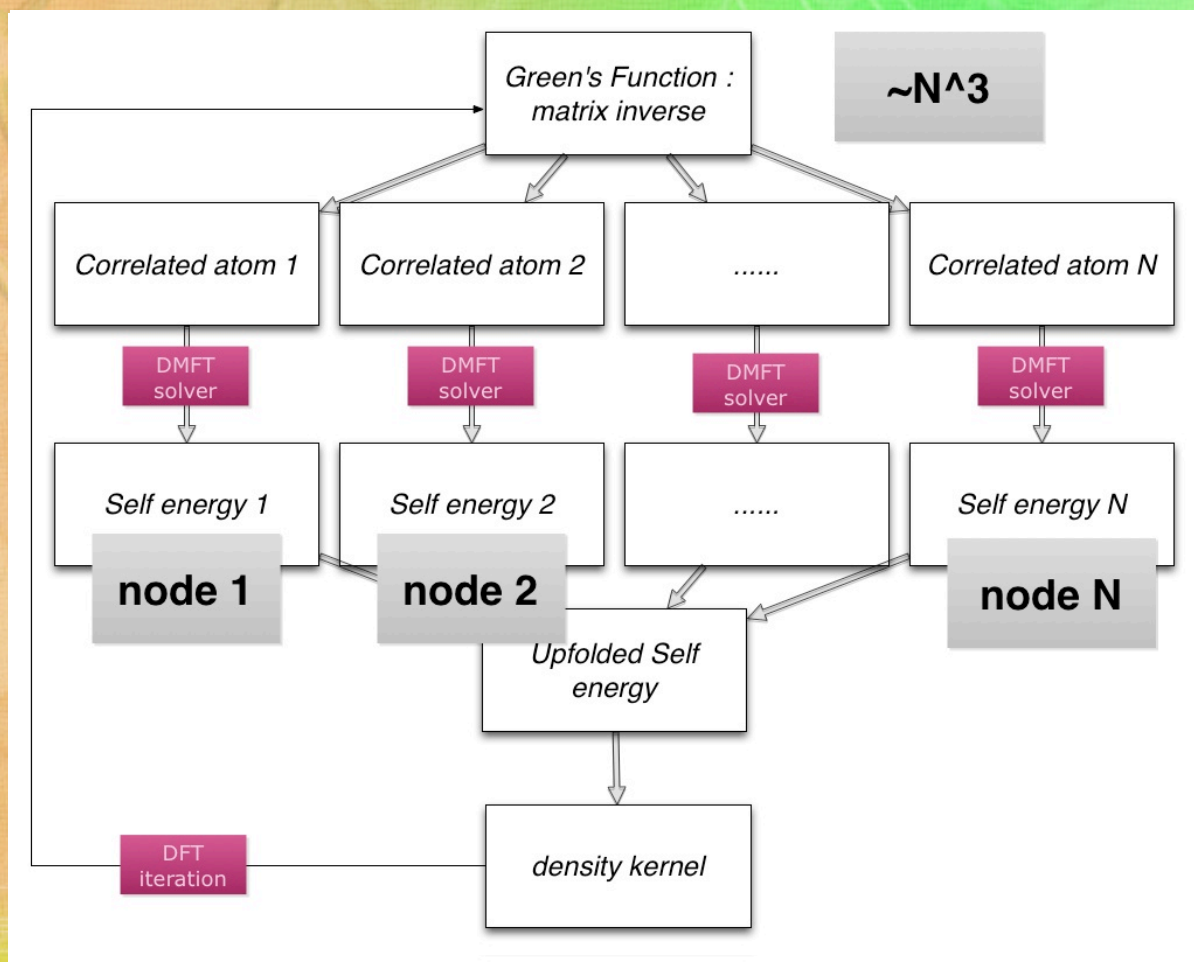 Green's Function :
matrix inverse
~N^3
Correlated atom 1
Correlated atom 2
......
Correlated atom N
DMFT
solver
DMFT
solver
DMFT
solver
DMFT
solver
Self energy 1
Self energy 2
......
Self energy N
node 1
node 2
node N
Upfolded Self
energy
DFT
iteration
density kernel